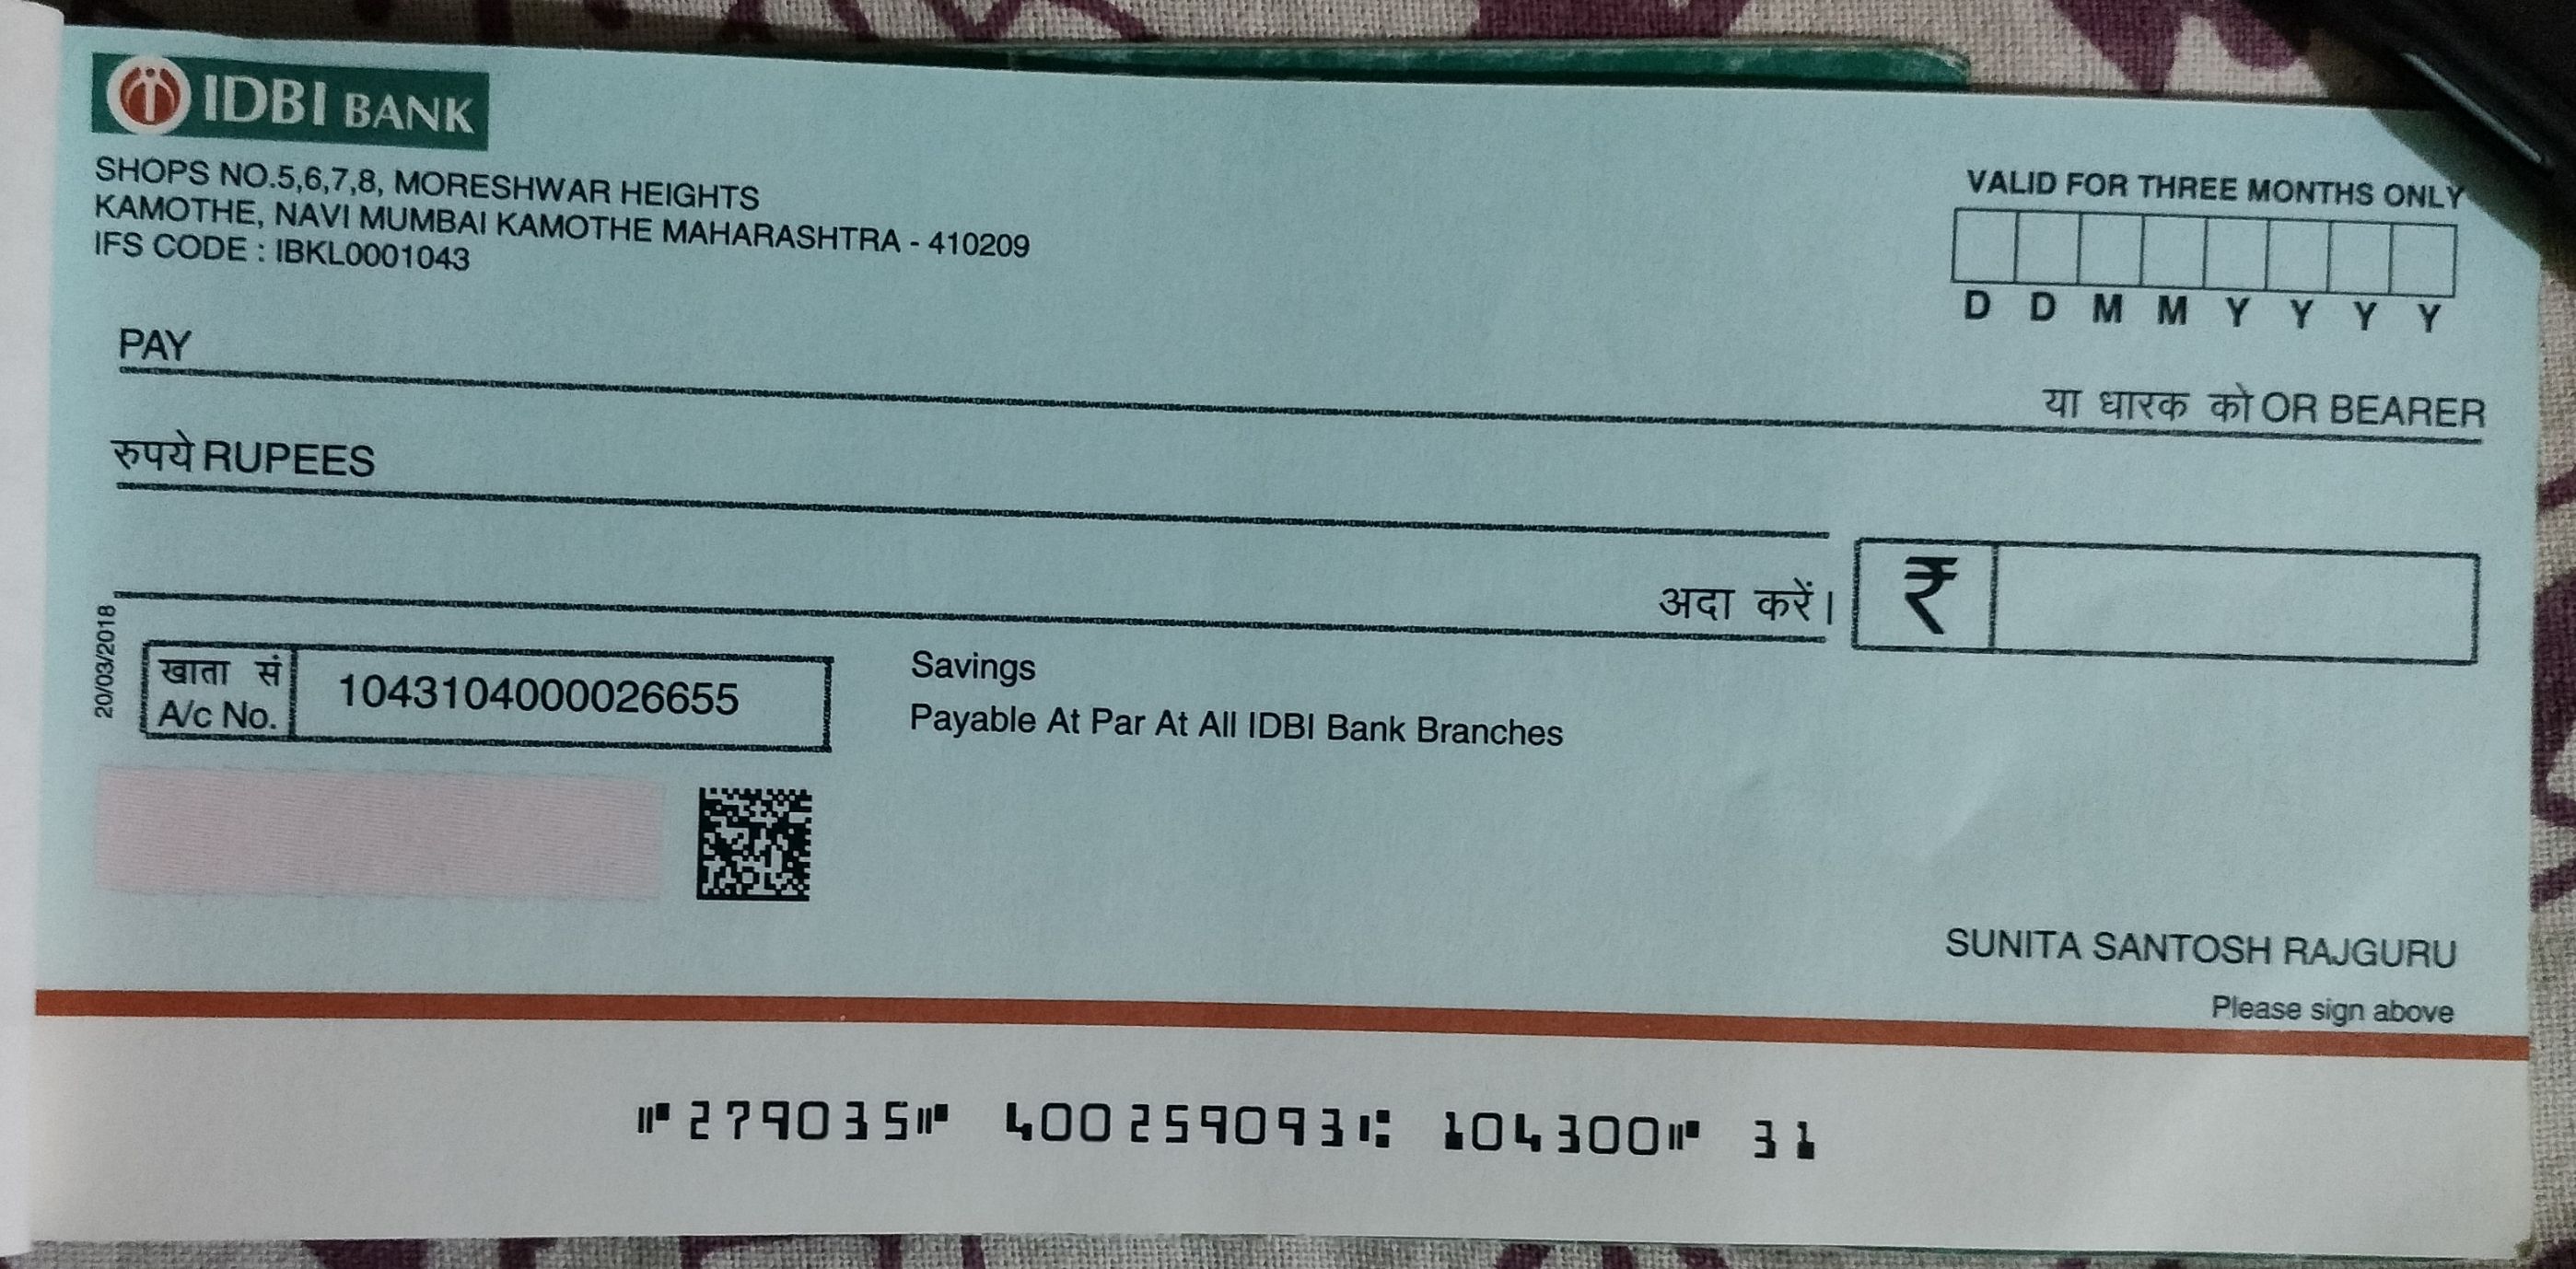 IDBI BANK
SHOPS NO.5,6,7,8, MORESHWAR HEIGHTS
KAMOTHE, NAVI MUMBAI KAMOTHE MAHARASHTRA - 410209
IFS CODE : IBKL0001043
VALID FOR THREE MONTHS ONLY
D D M M Y Y Y Y
PAY
या धारक को OR BEARER
रुपये RUPEES
अदा करें।
₹
20/03/2018
खाता सं
A/c No.
1043104000026655
Savings
Payable At Par At All IDBI Bank Branches
SUNITA SANTOSH RAJGURU
Please sign above
⑈279035⑈ 400259093⑆ 104300⑈ 31